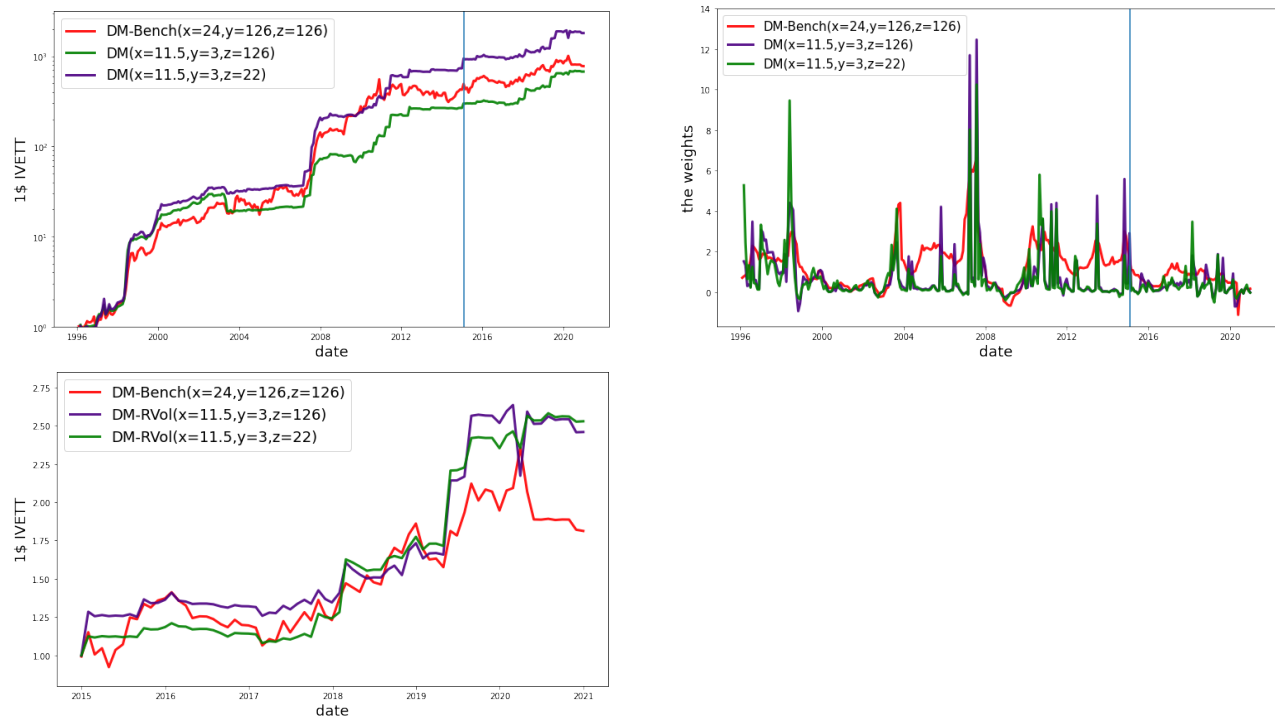 DM-Bench(x=24,y=126,z=126)
DM(x=11.5,y=3,z=126)
DM(x=11.5,y=3,z=22)
10³
10²
10¹
10⁰
1$ IVETT
1996 2000 2004 2008 2012 2016 2020
date
DM-Bench(x=24,y=126,z=126)
DM(x=11.5,y=3,z=126)
DM(x=11.5,y=3,z=22)
14
12
10
8
6
4
2
0
the weights
1996 2000 2004 2008 2012 2016 2020
date
DM-Bench(x=24,y=126,z=126)
DM-RVol(x=11.5,y=3,z=126)
DM-RVol(x=11.5,y=3,z=22)
2.75
2.50
2.25
2.00
1.75
1.50
1.25
1.00
1$ IVETT
2015 2016 2017 2018 2019 2020 2021
date